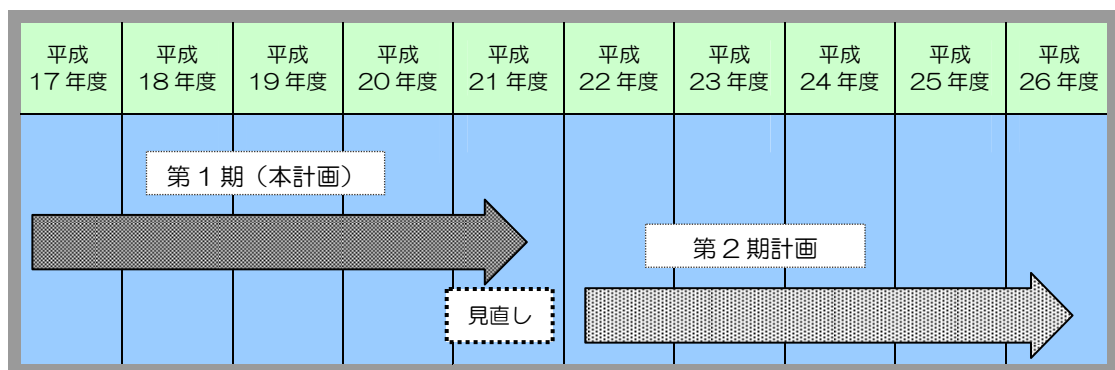 平成 平成 平成 平成 平成 平成 平成 平成 平成 平成
17年度 18年度 19年度 20年度 21年度 22年度 23年度 24年度 25年度 26年度
第1期（本計画）
第2期計画
見直し